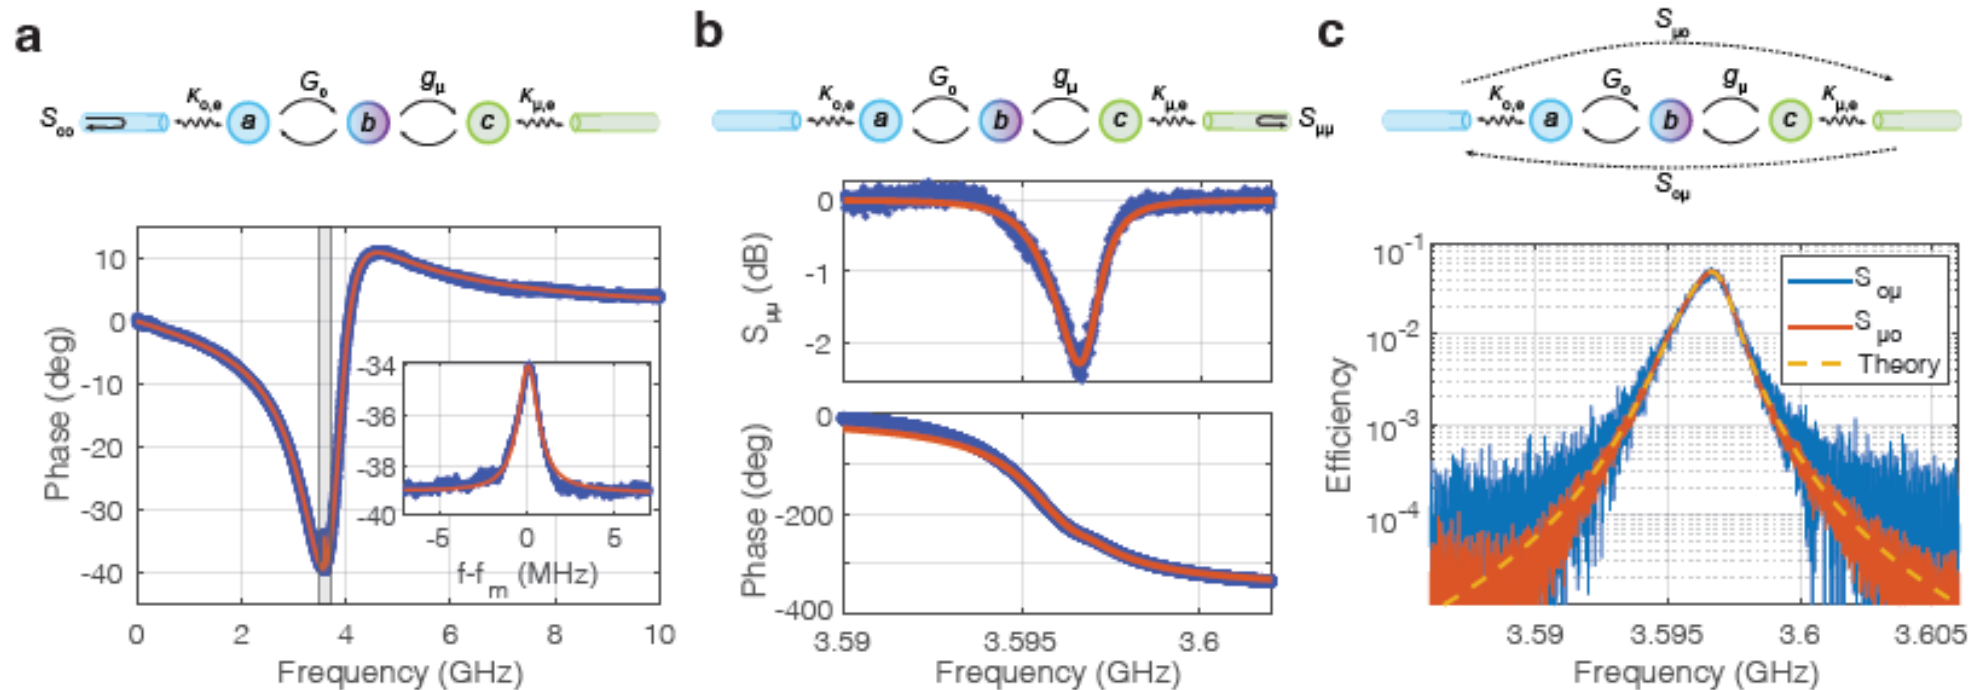 a
S_oo κ_o,e a G_o b g_μ c κ_μ,e
Phase (deg)
10
0
-10
-20
-30
-40
0 2 4 6 8 10
Frequency (GHz)
-34
-36
-38
-40
-5 0 5
f-f_m (MHz)
b
κ_o,e a G_o b g_μ c κ_μ,e S_μμ
S_μμ (dB)
0
-1
-2
Phase (deg)
0
-200
-400
3.59 3.595 3.6
Frequency (GHz)
c
S_μo
κ_o,e a G_o b g_μ c κ_μ,e
S_oμ
Efficiency
10^-1
10^-2
10^-3
10^-4
S_oμ
S_μo
Theory
3.59 3.595 3.6 3.605
Frequency (GHz)